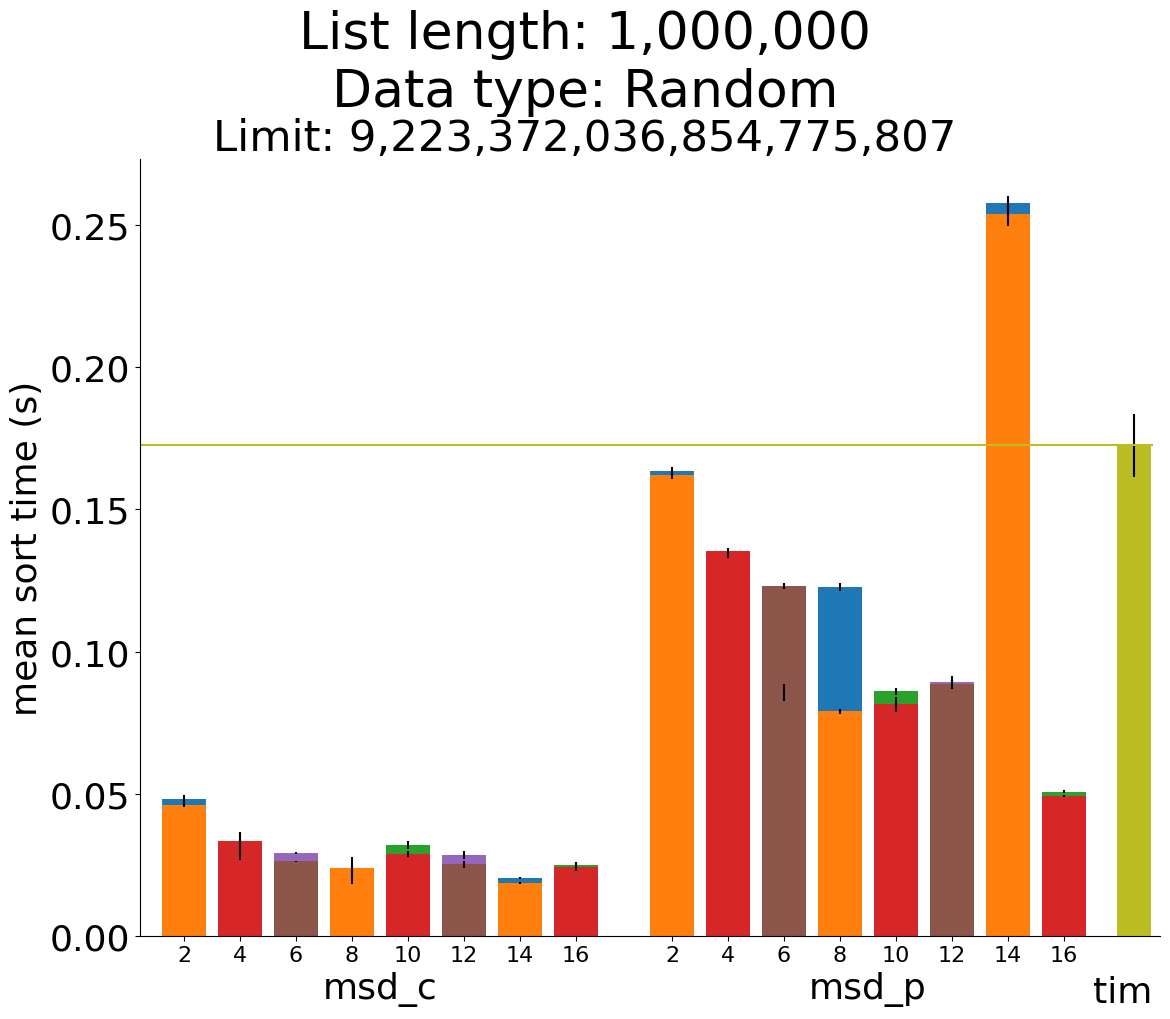 List length: 1,000,000
Data type: Random
Limit: 9,223,372,036,854,775,807
mean sort time (s)
0.25
0.20
0.15
0.10
0.05
0.00
2 4 6 8 10 12 14 16 2 4 6 8 10 12 14 16
msd_c msd_p tim